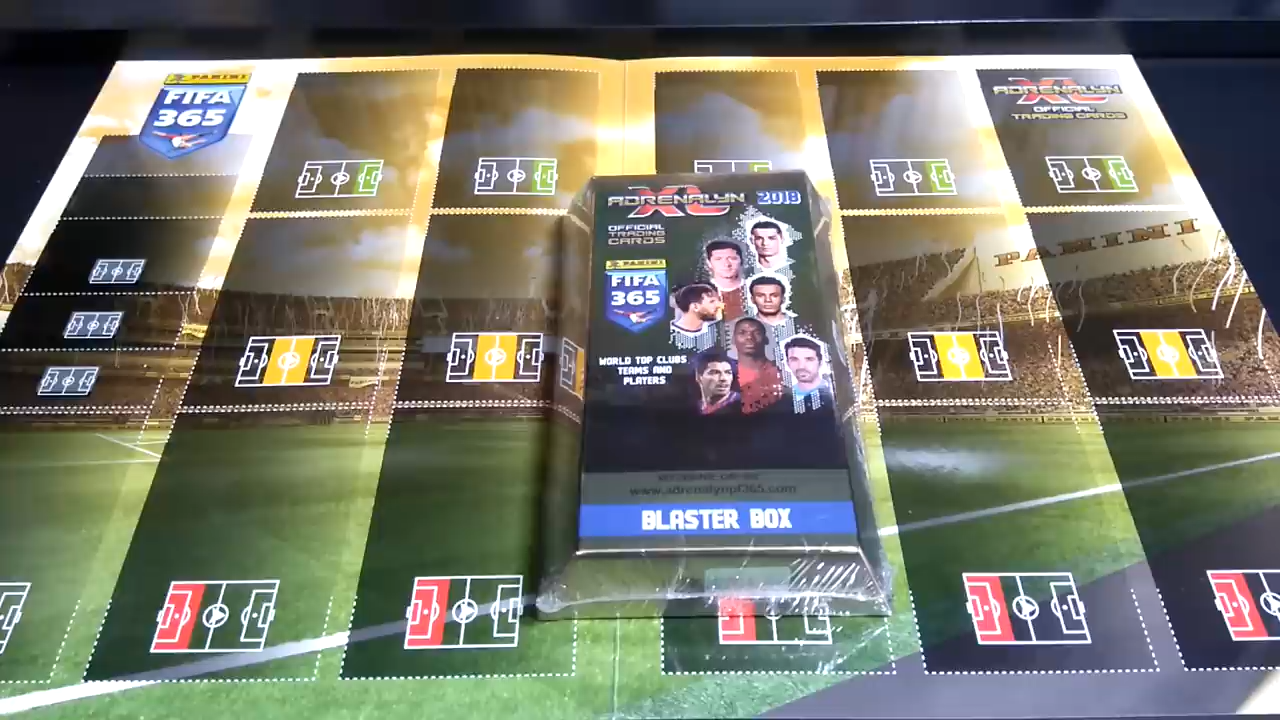 PANINI
FIFA
365
ADRENALYN
XL
OFFICIAL
TRADING CARDS
PANINI
ADRENALYN
XL
2018
OFFICIAL
TRADING
CARDS
PANINI
FIFA
365
WORLD TOP CLUBS
TEAMS AND
PLAYERS
www.adrenalynpf365.com
BLASTER BOX